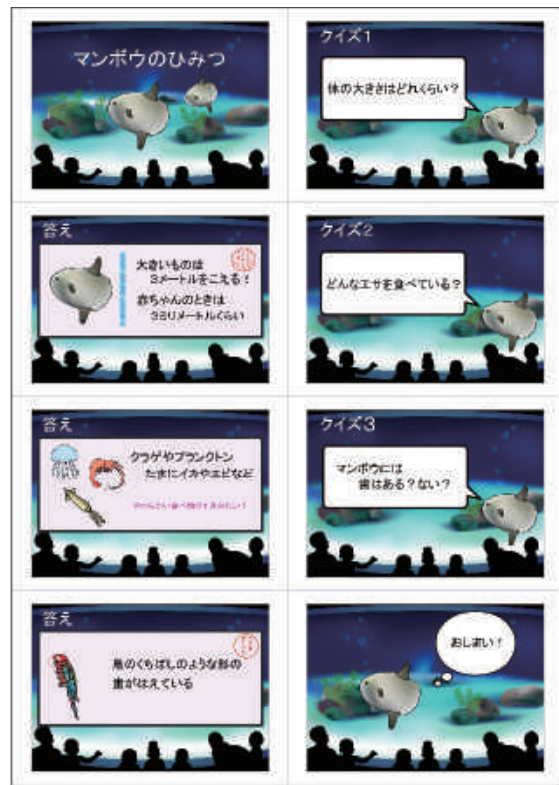 マンボウのひみつ
クイズ1
体の大きさはどれくらい？
答え
大きいものは
3メートルをこえる！
赤ちゃんのときは
3ミリメートルくらい
クイズ2
どんなエサを食べている？
答え
クラゲやプランクトン
たまにイカやエビなど
クイズ3
マンボウには
歯はある？ない？
答え
鳥のくちばしのような形の
歯がはえている
おしまい！